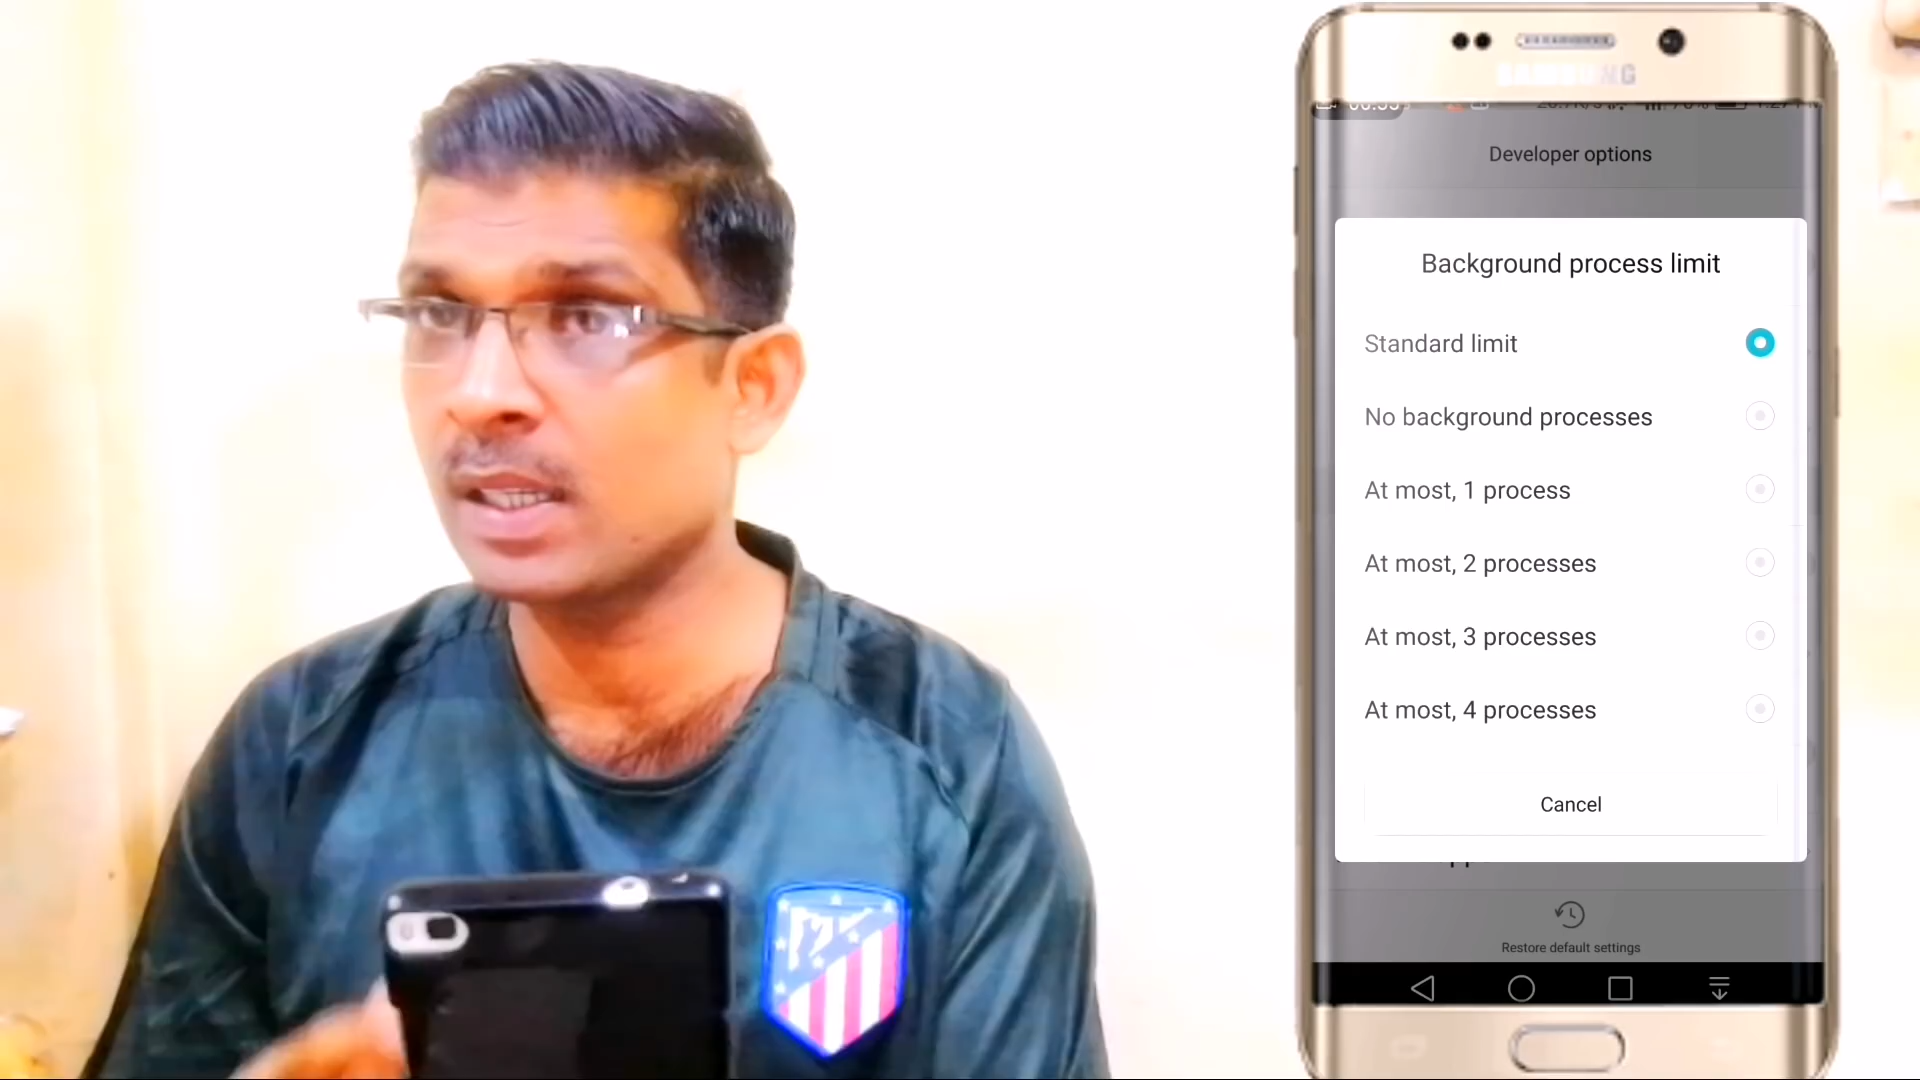 SAMSUNG
Developer options
Background process limit
Standard limit
No background processes
At most, 1 process
At most, 2 processes
At most, 3 processes
At most, 4 processes
Cancel
Restore default settings